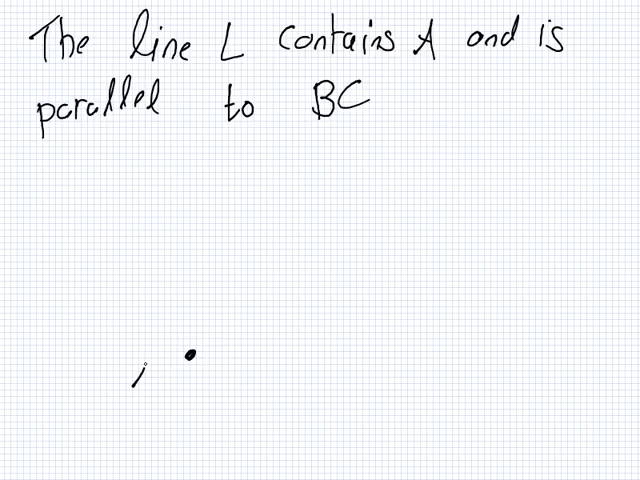 The line L contains A and is
parallel to BC